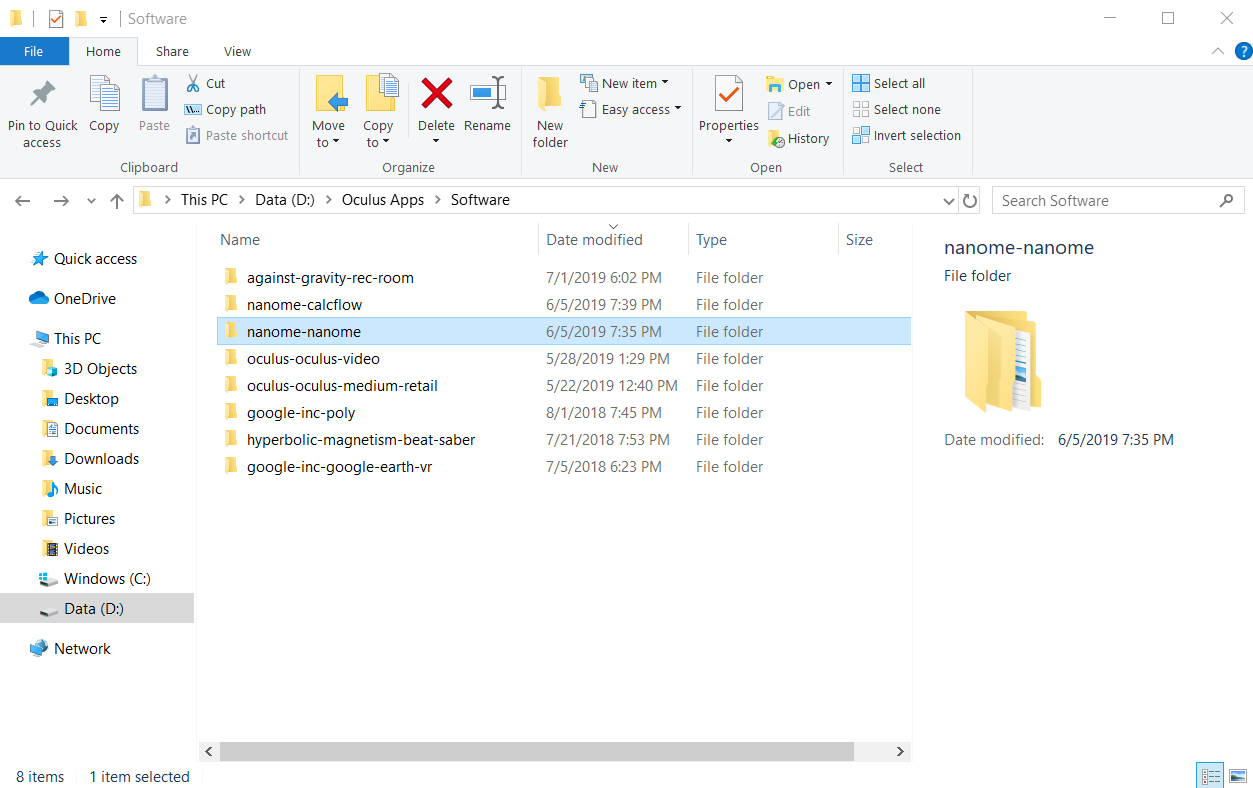 Software
File Home Share View
Pin to Quick access
Copy
Paste
Cut
Copy path
Paste shortcut
Clipboard
Move to
Copy to
Delete
Rename
Organize
New folder
New item
Easy access
New
Properties
Open
Edit
History
Open
Select all
Select none
Invert selection
Select
This PC > Data (D:) > Oculus Apps > Software
Search Software
Quick access
OneDrive
This PC
3D Objects
Desktop
Documents
Downloads
Music
Pictures
Videos
Windows (C:)
Data (D:)
Network
Name Date modified Type Size
against-gravity-rec-room 7/1/2019 6:02 PM File folder
nanome-calcflow 6/5/2019 7:39 PM File folder
nanome-nanome 6/5/2019 7:35 PM File folder
oculus-oculus-video 5/28/2019 1:29 PM File folder
oculus-oculus-medium-retail 5/22/2019 12:40 PM File folder
google-inc-poly 8/1/2018 7:45 PM File folder
hyperbolic-magnetism-beat-saber 7/21/2018 7:53 PM File folder
google-inc-google-earth-vr 7/5/2018 6:23 PM File folder
nanome-nanome
File folder
Date modified: 6/5/2019 7:35 PM
8 items 1 item selected